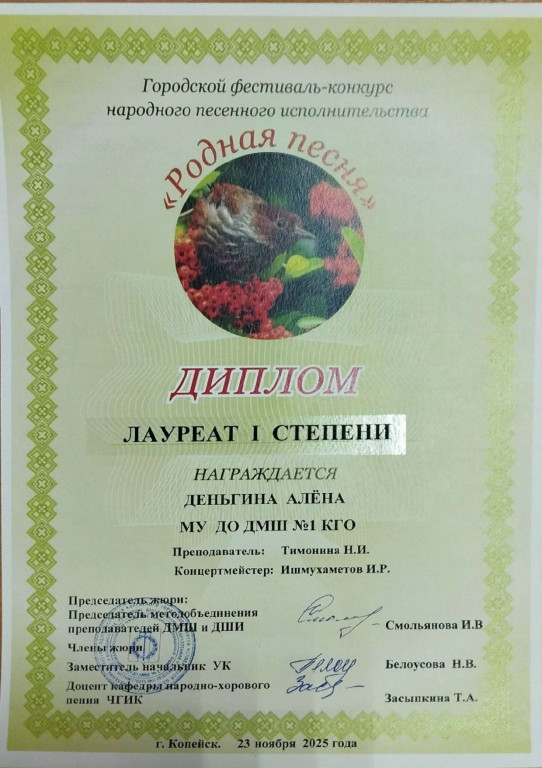 Городской фестиваль-конкурс
народного песенного исполнительства
«Родная песня»
ДИПЛОМ
ЛАУРЕАТ I СТЕПЕНИ
НАГРАЖДАЕТСЯ
ДЕНЬГИНА АЛЁНА
МУ ДО ДМШ №1 КГО
Преподаватель: Тимонина Н.И.
Концертмейстер: Ишмухаметов И.Р.
Председатель жюри:
Председатель методобъединения
преподавателей ДМШ и ДШИ Смольянова И.В
Члены жюри
Заместитель начальник УК Белоусова Н.В.
Доцент кафедры народно-хорового
пения ЧГИК Засыпкина Т.А.
г. Копейск. 23 ноября 2025 года